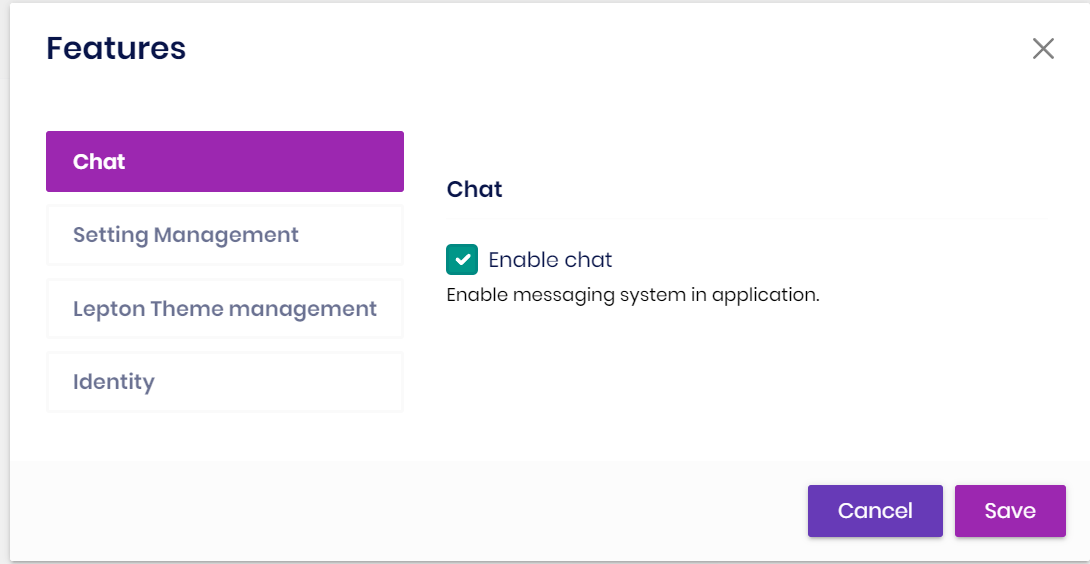 Features
Chat
Setting Management
Lepton Theme management
Identity
Chat
Enable chat
Enable messaging system in application.
Cancel
Save